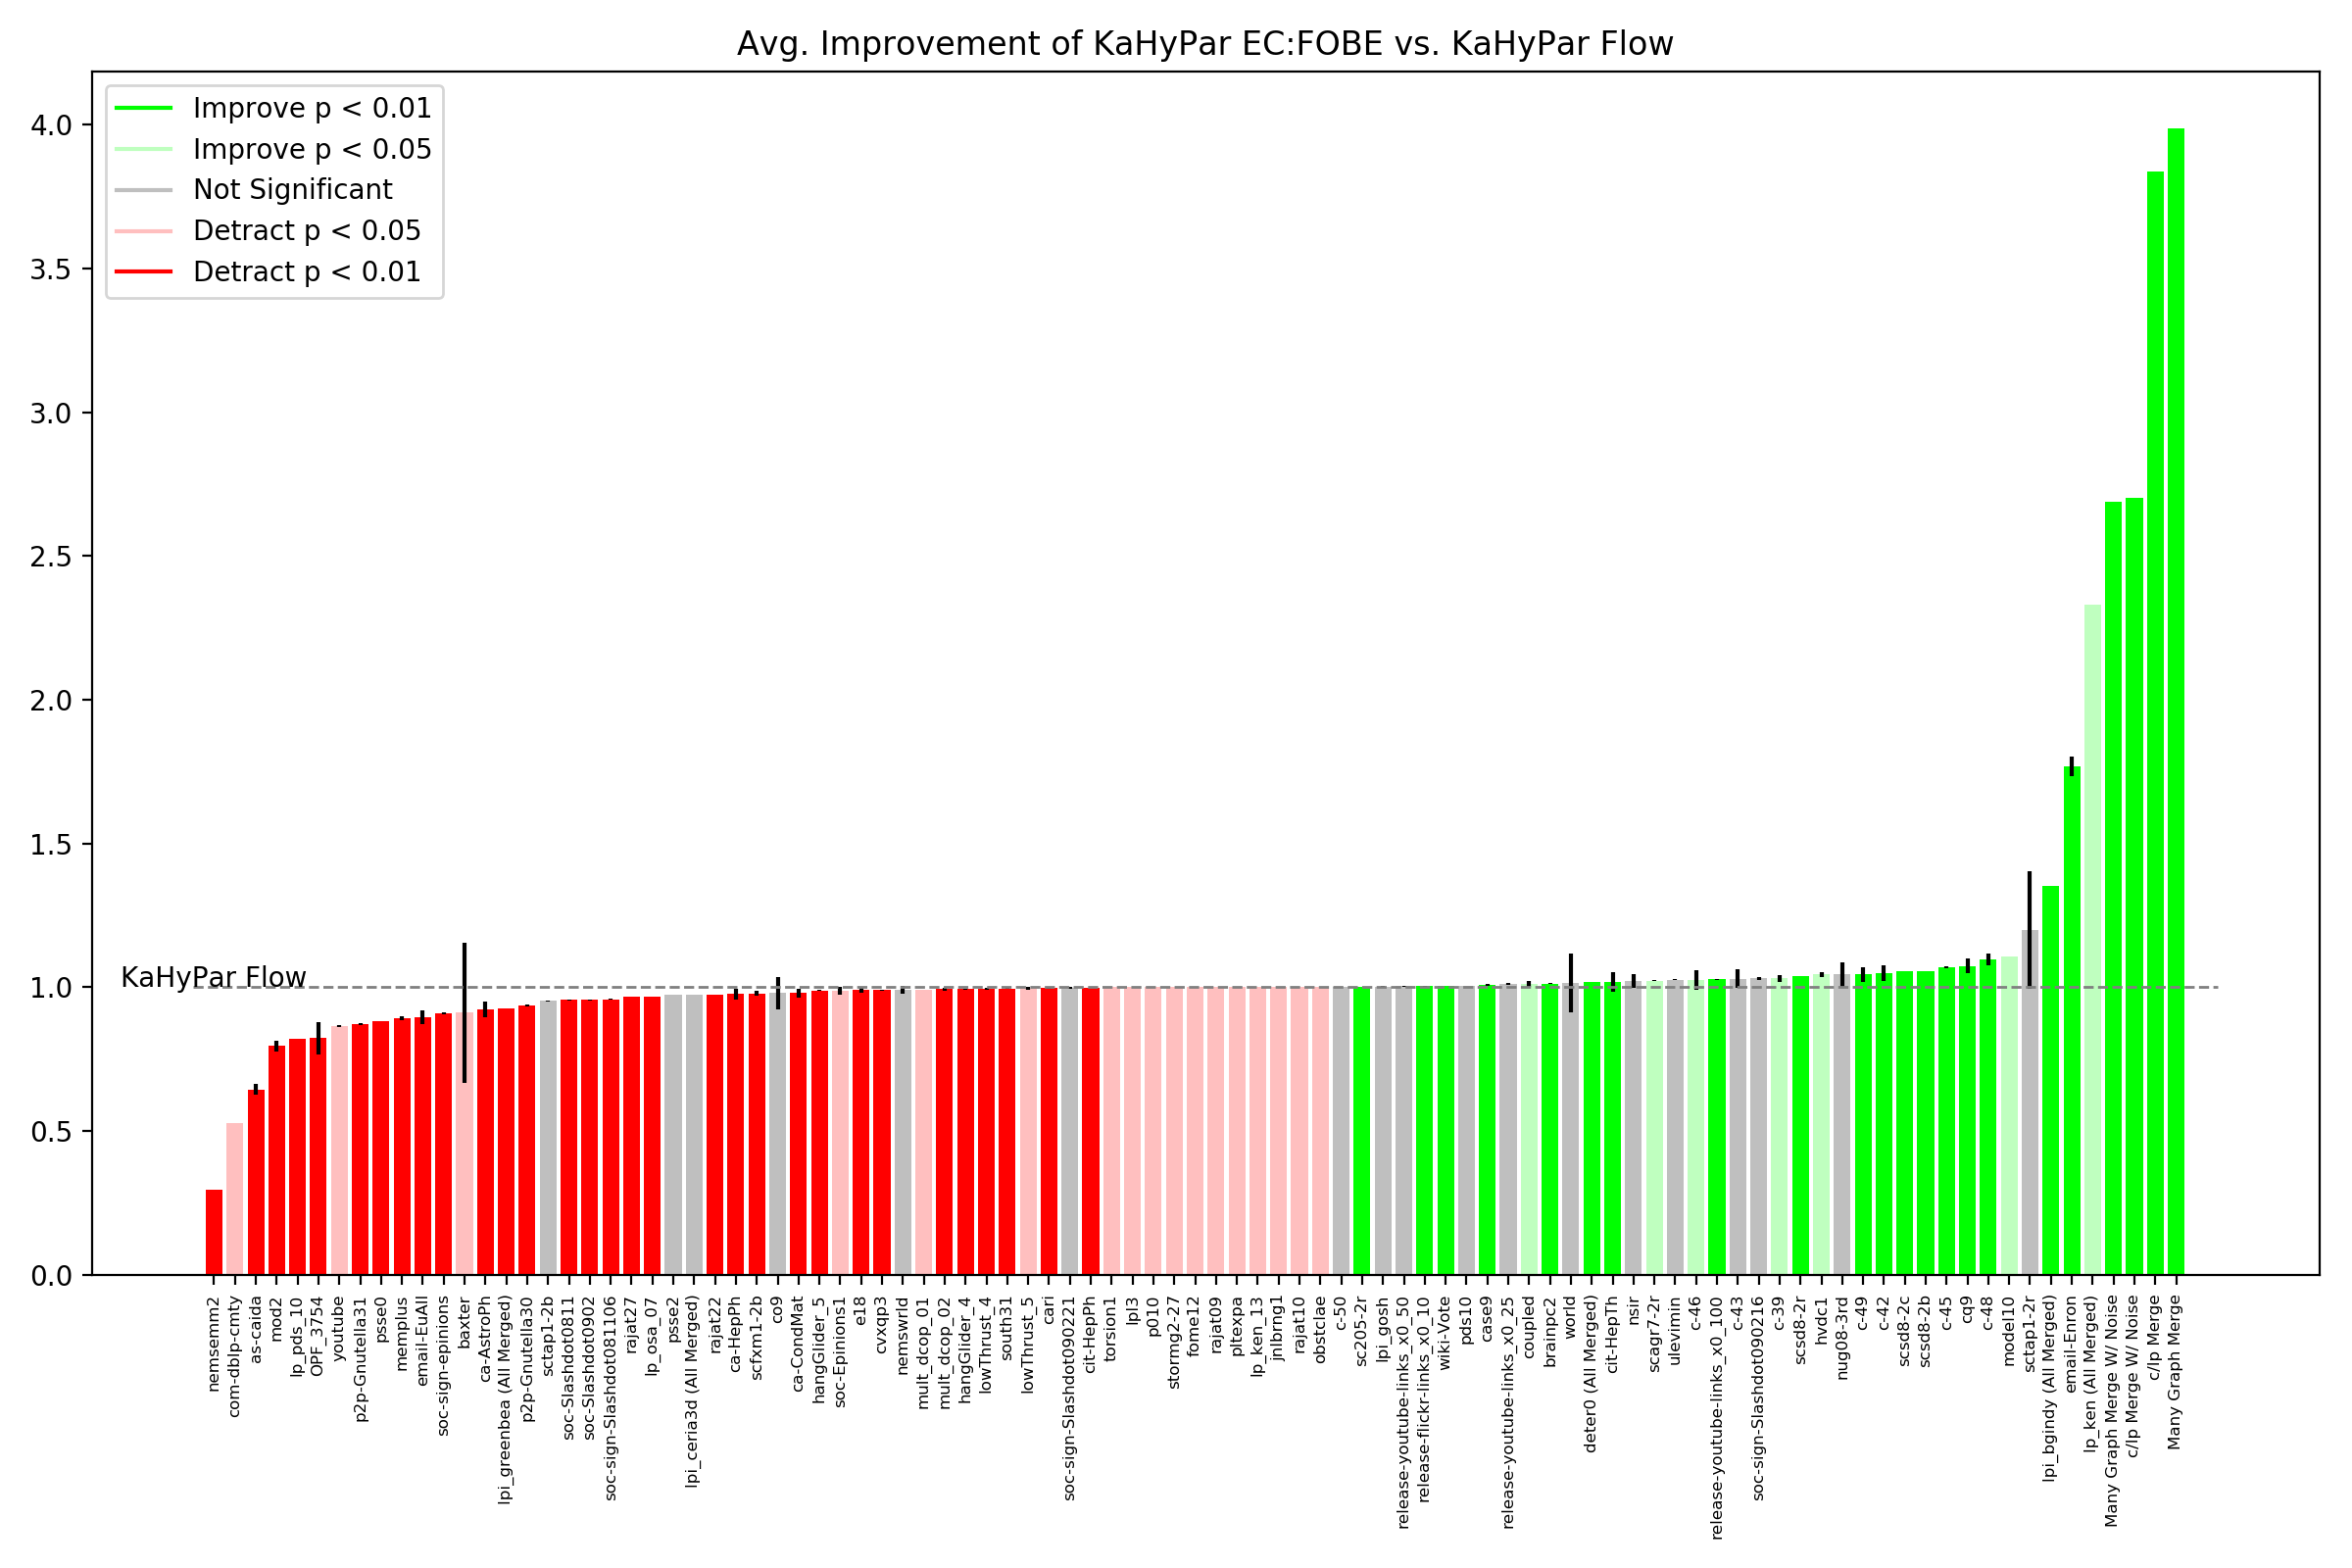 Avg. Improvement of KaHyPar EC:FOBE vs. KaHyPar Flow
Improve p < 0.01
Improve p < 0.05
Not Significant
Detract p < 0.05
Detract p < 0.01
4.0
3.5
3.0
2.5
2.0
1.5
1.0
0.5
0.0
KaHyPar Flow
nemsemm2
com-dblp-cmty
as-caida
mod2
lp_pds_10
OPF_3754
youtube
p2p-Gnutella31
psse0
memplus
email-EuAll
soc-sign-epinions
baxter
ca-AstroPh
lpi_greenbea (All Merged)
p2p-Gnutella30
sctap1-2b
soc-Slashdot0811
soc-Slashdot0902
soc-sign-Slashdot081106
rajat27
lp_osa_07
psse2
lpi_ceria3d (All Merged)
rajat22
ca-HepPh
scfxm1-2b
co9
ca-CondMat
hangGlider_5
soc-Epinions1
e18
cvxqp3
nemswrld
mult_dcop_01
mult_dcop_02
hangGlider_4
lowThrust_4
south31
lowThrust_5
cari
soc-sign-Slashdot090221
cit-HepPh
torsion1
lpl3
p010
stormg2-27
fome12
rajat09
pltexpa
lp_ken_13
jnlbrng1
rajat10
obstclae
c-50
sc205-2r
lpi_gosh
release-youtube-links_x0_50
release-flickr-links_x0_10
wiki-Vote
pds10
case9
release-youtube-links_x0_25
coupled
brainpc2
world
deter0 (All Merged)
cit-HepTh
nsir
scagr7-2r
ulevimin
c-46
release-youtube-links_x0_100
c-43
soc-sign-Slashdot090216
c-39
scsd8-2r
hvdc1
nug08-3rd
c-49
c-42
scsd8-2c
scsd8-2b
c-45
cq9
c-48
model10
sctap1-2r
lpi_bgindy (All Merged)
email-Enron
lp_ken (All Merged)
Many Graph Merge W/ Noise
c/lp Merge W/ Noise
c/lp Merge
Many Graph Merge